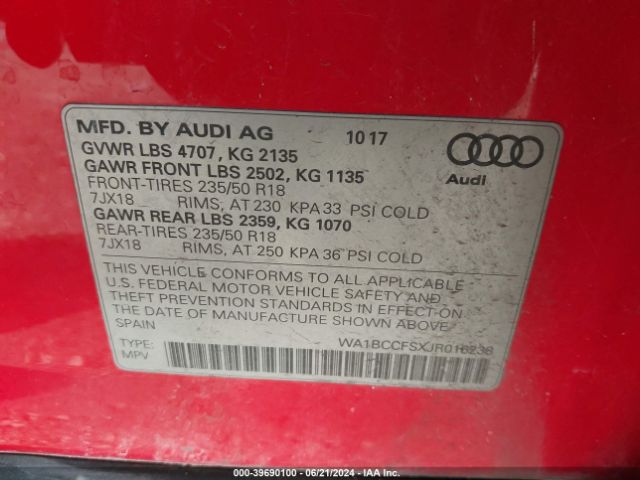 MFD. BY AUDI AG 10 17
GVWR LBS 4707, KG 2135
GAWR FRONT LBS 2502, KG 1135
FRONT-TIRES 235/50 R18
7JX18 RIMS, AT 230 KPA 33 PSI COLD
GAWR REAR LBS 2359, KG 1070
REAR-TIRES 235/50 R18
7JX18 RIMS, AT 250 KPA 36 PSI COLD
Audi
THIS VEHICLE CONFORMS TO ALL APPLICABLE
U.S. FEDERAL MOTOR VEHICLE SAFETY AND
THEFT PREVENTION STANDARDS IN EFFECT ON
THE DATE OF MANUFACTURE SHOWN ABOVE.
SPAIN
TYPE: WA1BCCFSXJR016238
MPV
000-39690100 - 06/21/2024 - IAA Inc.